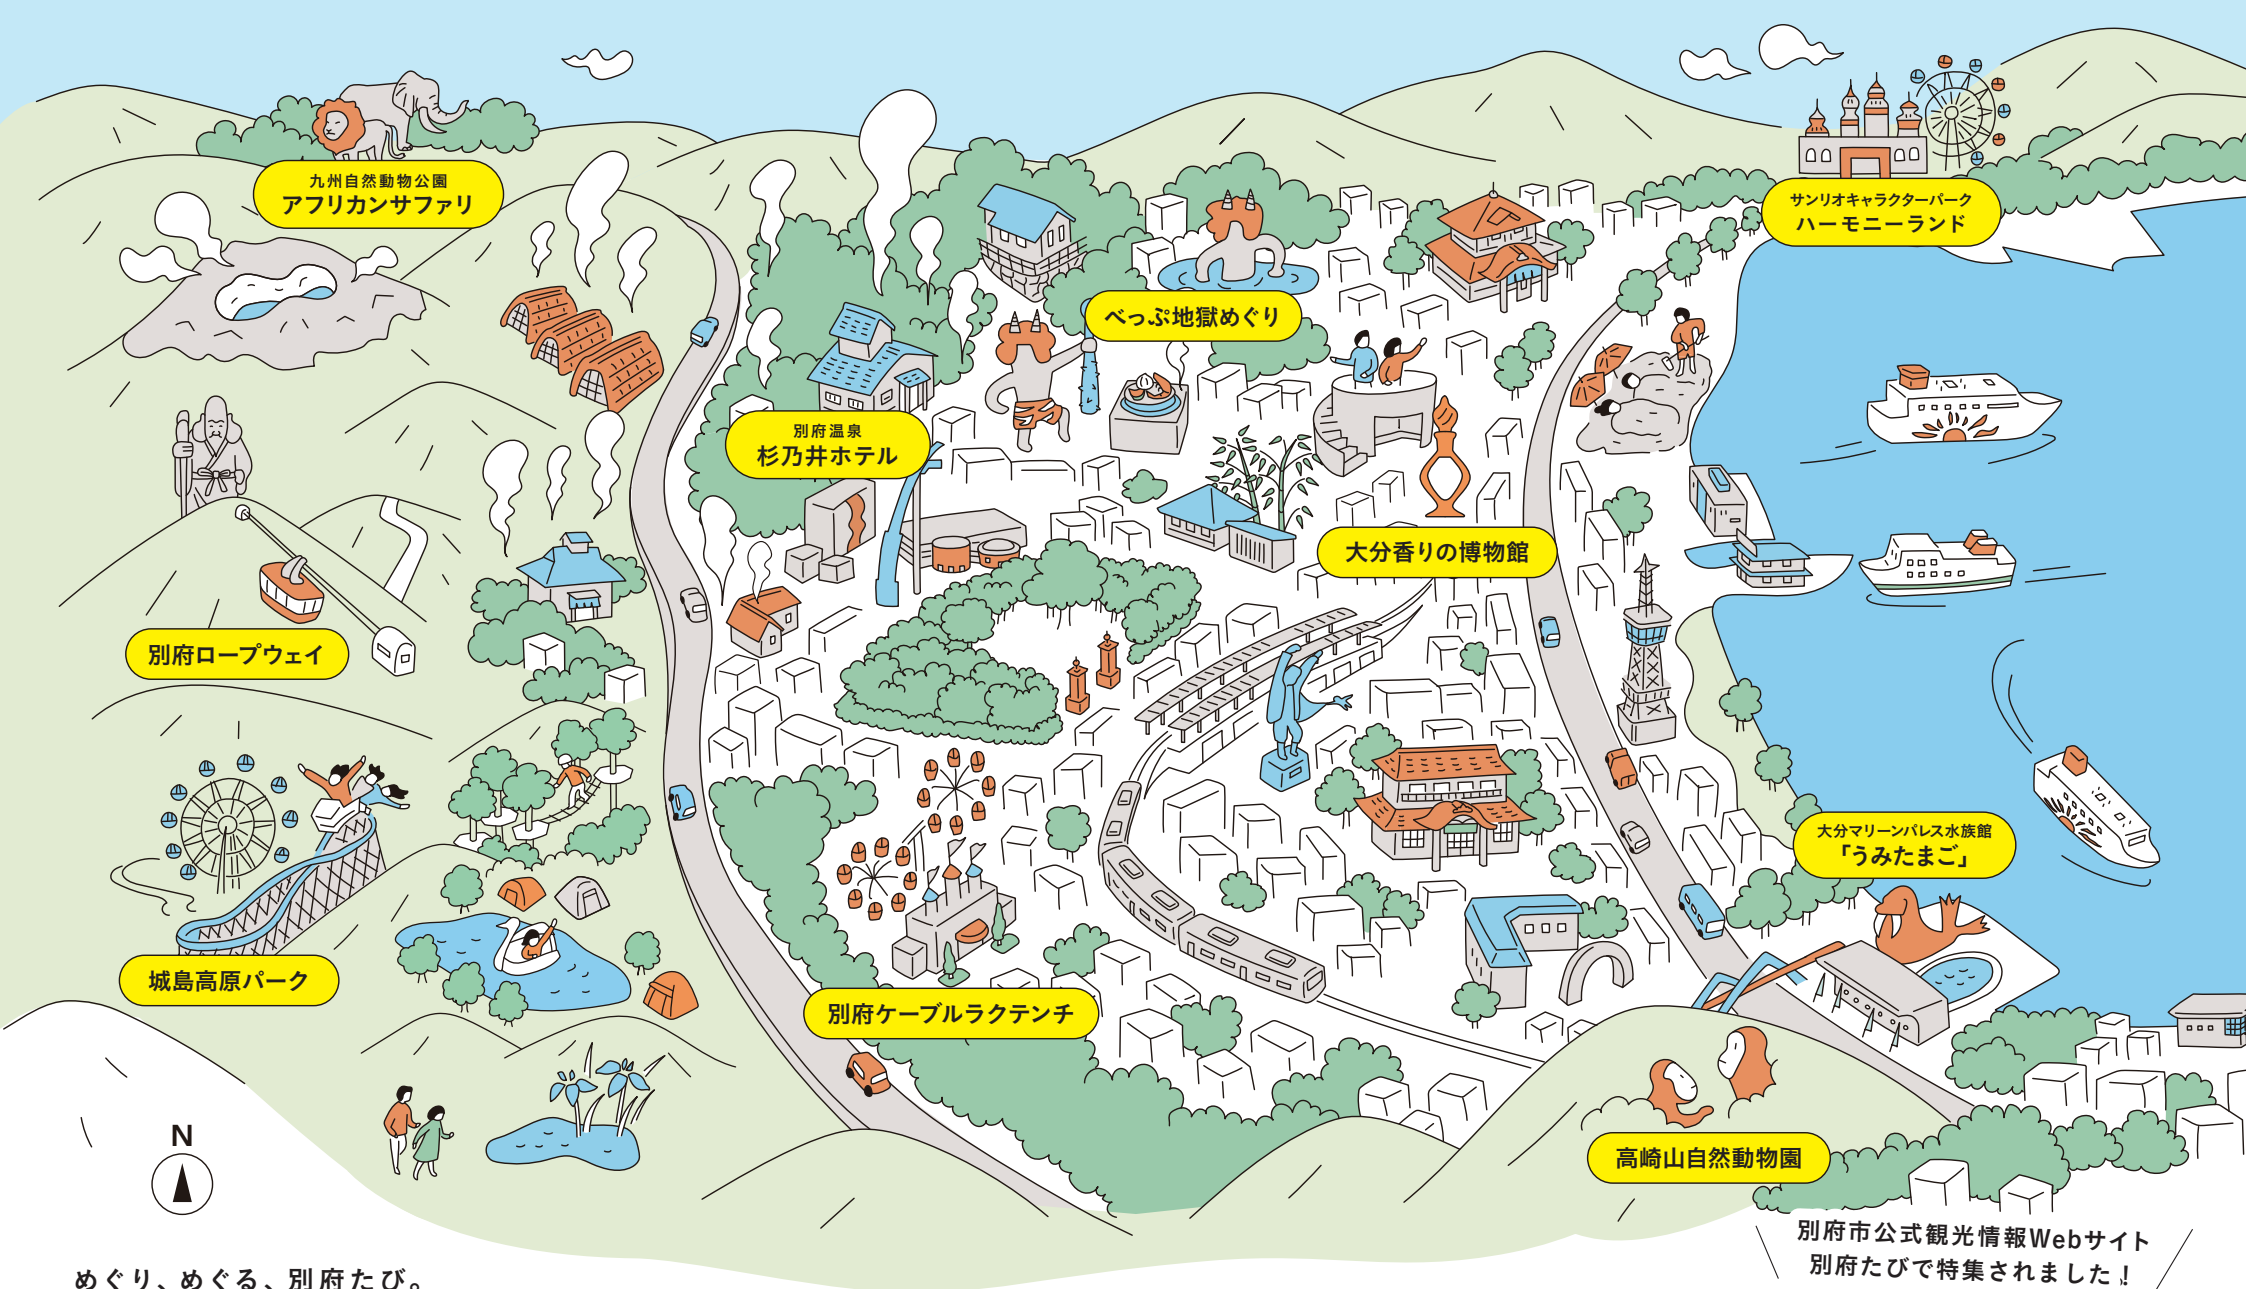 九州自然動物公園
アフリカンサファリ
サンリオキャラクターパーク
ハーモニーランド
べっぷ地獄めぐり
別府温泉
杉乃井ホテル
大分香りの博物館
別府ロープウェイ
大分マリーンパレス水族館
「うみたまご」
城島高原パーク
別府ケーブルラクテンチ
高崎山自然動物園
N
別府市公式観光情報Webサイト
別府たびで特集されました！
めぐり、めぐる、別府たび。